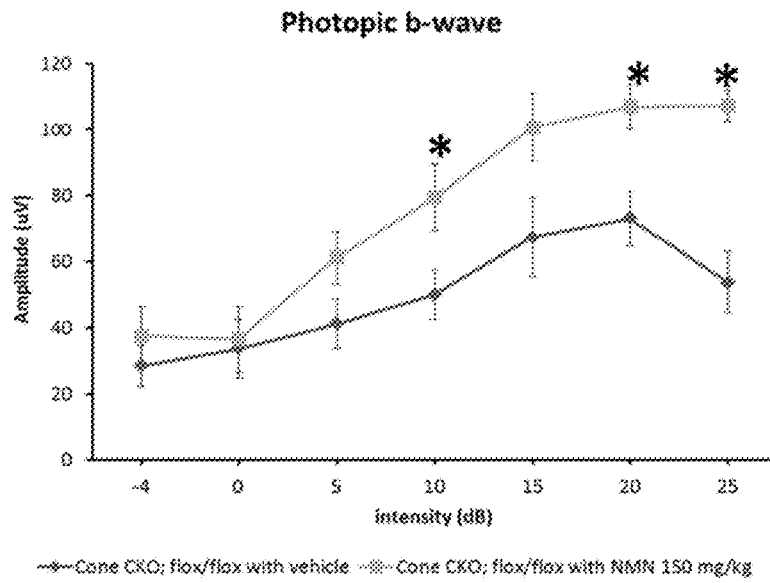 Photopic b-wave
120
100
80
60
40
20
0
Amplitude (uV)
-4 0 5 10 15 20 25
intensity (dB)
* * *
Cone CKO; flox/flox with vehicle Cone CKO; flox/flox with NMN 150 mg/kg